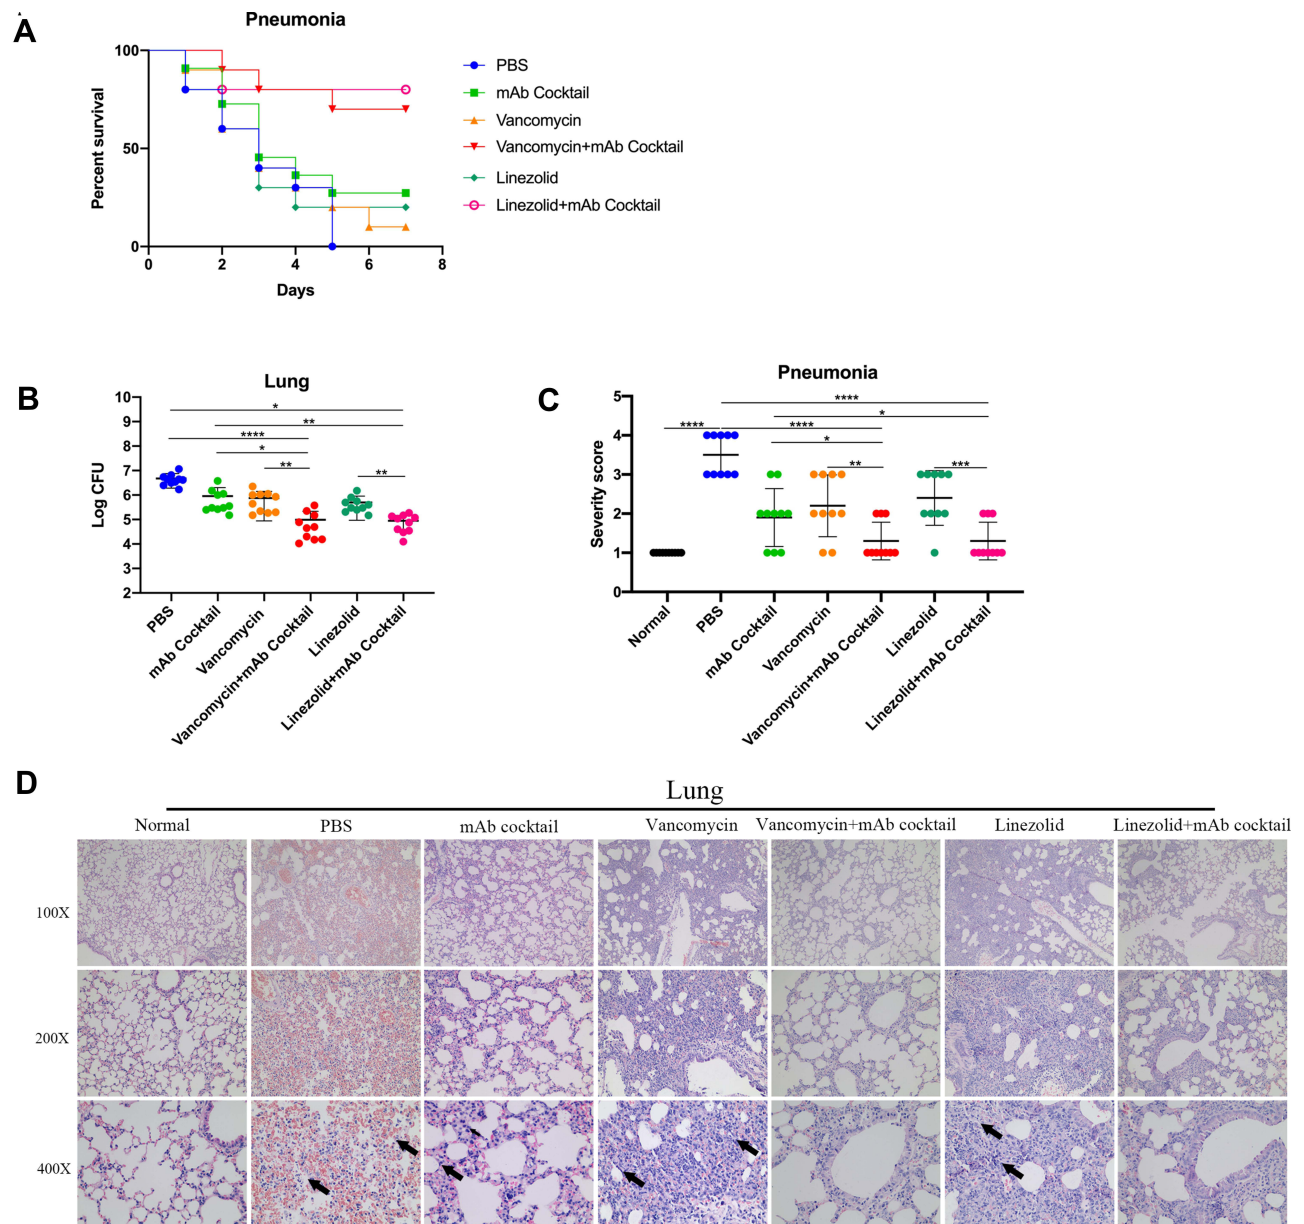 A
Pneumonia
Percent survival
100
50
0
0 2 4 6 8
Days
PBS
mAb Cocktail
Vancomycin
Vancomycin+mAb Cocktail
Linezolid
Linezolid+mAb Cocktail
B
Lung
Log CFU
10
9
8
7
6
5
4
3
2
*
**
****
*
** **
PBS
mAb Cocktail
Vancomycin
Vancomycin+mAb Cocktail
Linezolid
Linezolid+mAb Cocktail
C
Pneumonia
Severity score
5
4
3
2
1
0
****
*
**** ****
*
** ***
Normal
PBS
mAb Cocktail
Vancomycin
Vancomycin+mAb Cocktail
Linezolid
Linezolid+mAb Cocktail
D
Lung
Normal PBS mAb cocktail Vancomycin Vancomycin+mAb cocktail Linezolid Linezolid+mAb cocktail
100X
200X
400X